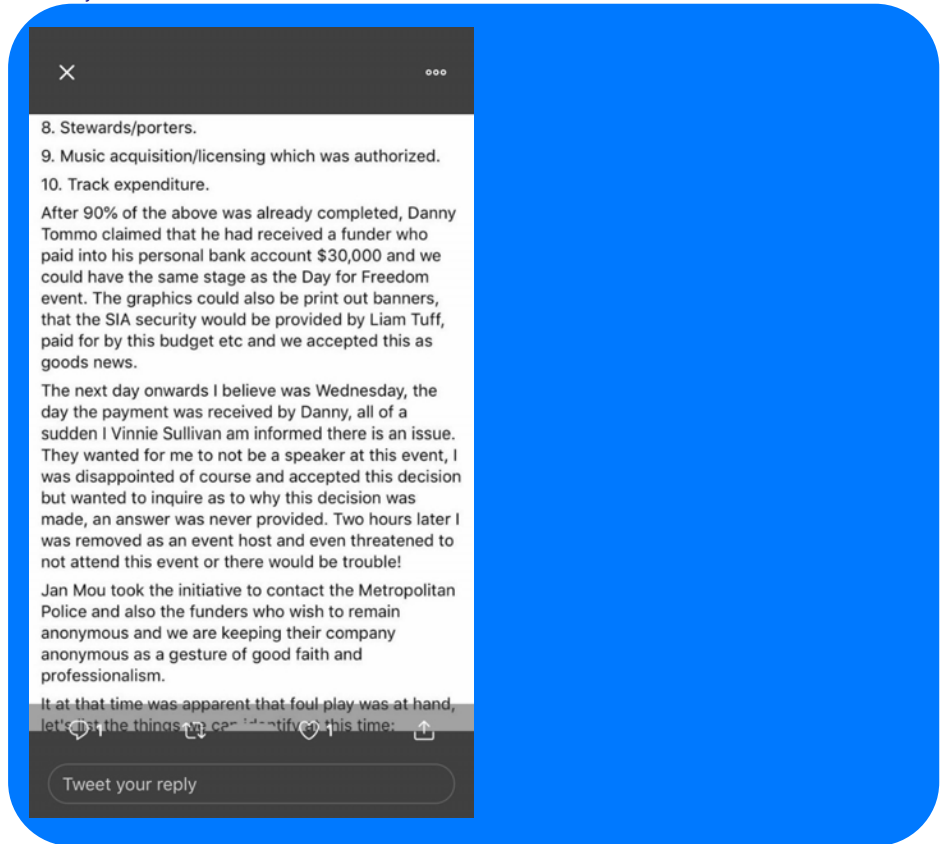 8. Stewards/porters.
9. Music acquisition/licensing which was authorized.
10. Track expenditure.
After 90% of the above was already completed, Danny
Tommo claimed that he had received a funder who
paid into his personal bank account $30,000 and we
could have the same stage as the Day for Freedom
event. The graphics could also be print out banners,
that the SIA security would be provided by Liam Tuff,
paid for by this budget etc and we accepted this as
goods news.
The next day onwards I believe was Wednesday, the
day the payment was received by Danny, all of a
sudden I Vinnie Sullivan am informed there is an issue.
They wanted for me to not be a speaker at this event, I
was disappointed of course and accepted this decision
but wanted to inquire as to why this decision was
made, an answer was never provided. Two hours later I
was removed as an event host and even threatened to
not attend this event or there would be trouble!
Jan Mou took the initiative to contact the Metropolitan
Police and also the funders who wish to remain
anonymous and we are keeping their company
anonymous as a gesture of good faith and
professionalism.
It at that time was apparent that foul play was at hand,
let's list the things we can identify at this time:
1 1
Tweet your reply